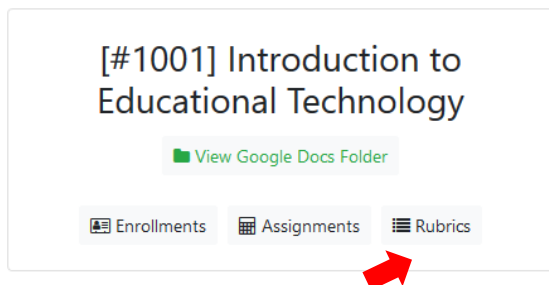 [#1001] Introduction to
Educational Technology
View Google Docs Folder
Enrollments Assignments Rubrics